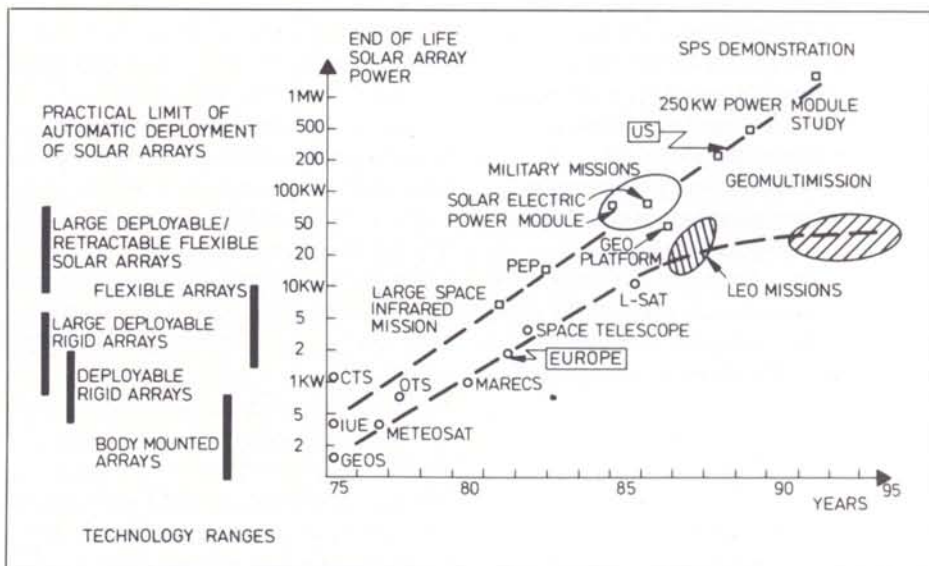 END OF LIFE
SOLAR ARRAY
POWER
SPS DEMONSTRATION
1MW
500
200
100KW
50
20
10KW
5
2
1KW
5
2
250KW POWER MODULE
STUDY
US
MILITARY MISSIONS
GEOMULTIMISSION
SOLAR ELECTRIC
POWER MODULE
GEO
PLATFORM
PEP
LEO MISSIONS
LARGE SPACE
INFRARED
MISSION
L-SAT
SPACE TELESCOPE
EUROPE
CTS
OTS
MARECS
IUE
METEOSAT
GEOS
75
80
85
90
95
YEARS
PRACTICAL LIMIT OF
AUTOMATIC DEPLOYMENT
OF SOLAR ARRAYS
LARGE DEPLOYABLE/
RETRACTABLE FLEXIBLE
SOLAR ARRAYS
FLEXIBLE ARRAYS
LARGE DEPLOYABLE
RIGID ARRAYS
DEPLOYABLE
RIGID ARRAYS
BODY MOUNTED
ARRAYS
TECHNOLOGY RANGES